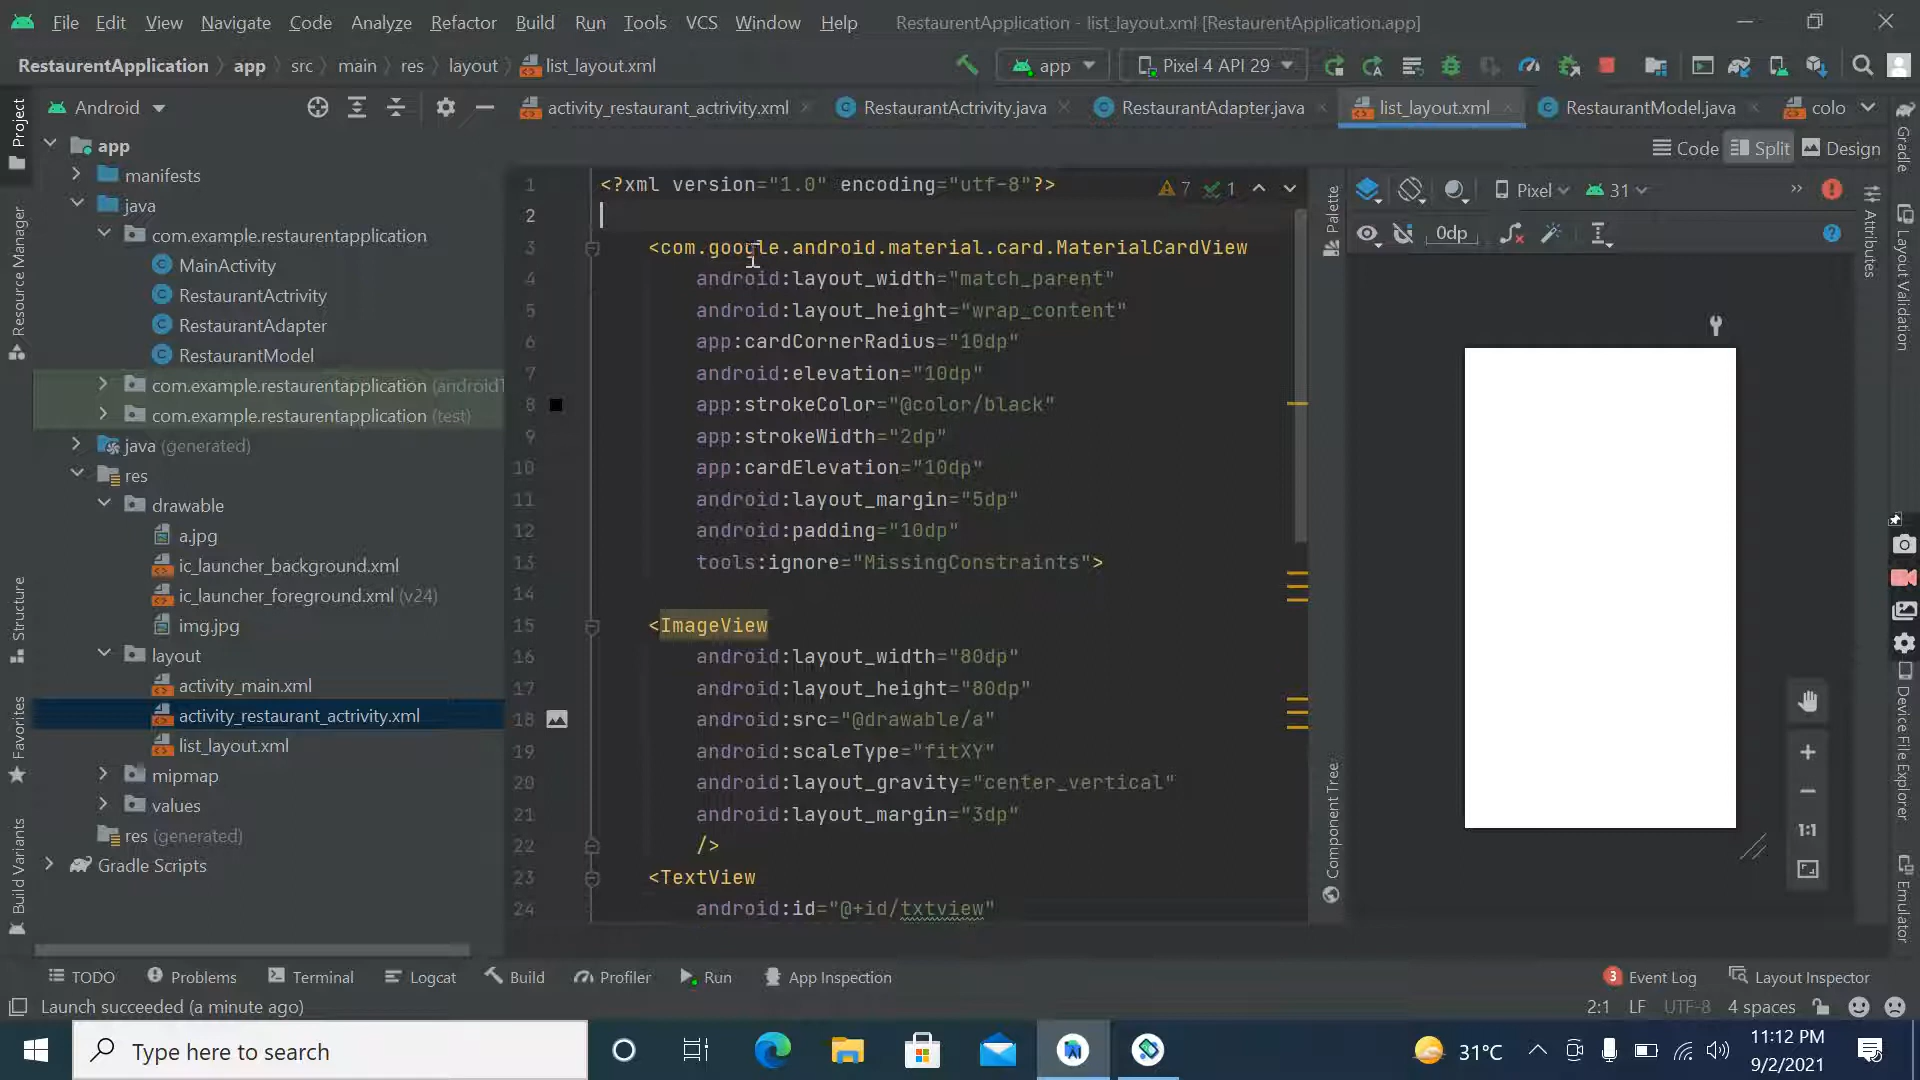 File Edit View Navigate Code Analyze Refactor Build Run Tools VCS Window Help RestaurentApplication - list_layout.xml [RestaurentApplication.app]
RestaurentApplication app src main res layout list_layout.xml app Pixel 4 API 29
Project
Android
activity_restaurant_actrivity.xml RestaurantActrivity.java RestaurantAdapter.java list_layout.xml RestaurantModel.java colo
Code Split Design
Pixel 31
0dp
app
manifests
java
com.example.restaurentapplication
MainActivity
RestaurantActrivity
RestaurantAdapter
RestaurantModel
com.example.restaurentapplication (androidT
com.example.restaurentapplication (test)
java (generated)
res
drawable
a.jpg
ic_launcher_background.xml
ic_launcher_foreground.xml (v24)
img.jpg
layout
activity_main.xml
activity_restaurant_actrivity.xml
list_layout.xml
mipmap
values
res (generated)
Gradle Scripts
7 1
1 <?xml version="1.0" encoding="utf-8"?>
2
3 <com.google.android.material.card.MaterialCardView
4 android:layout_width="match_parent"
5 android:layout_height="wrap_content"
6 app:cardCornerRadius="10dp"
7 android:elevation="10dp"
8 app:strokeColor="@color/black"
9 app:strokeWidth="2dp"
10 app:cardElevation="10dp"
11 android:layout_margin="5dp"
12 android:padding="10dp"
13 tools:ignore="MissingConstraints">
14
15 <ImageView
16 android:layout_width="80dp"
17 android:layout_height="80dp"
18 android:src="@drawable/a"
19 android:scaleType="fitXY"
20 android:layout_gravity="center_vertical"
21 android:layout_margin="3dp"
22 />
23 <TextView
24 android:id="@+id/txtview"
Resource Manager
Structure
Favorites
Build Variants
Palette
Component Tree
Attributes
Gradle
Layout Validation
Device File Explorer
Emulator
1:1
TODO Problems Terminal Logcat Build Profiler Run App Inspection 3 Event Log Layout Inspector
Launch succeeded (a minute ago) 2:1 LF UTF-8 4 spaces
Type here to search 31°C 11:12 PM
9/2/2021